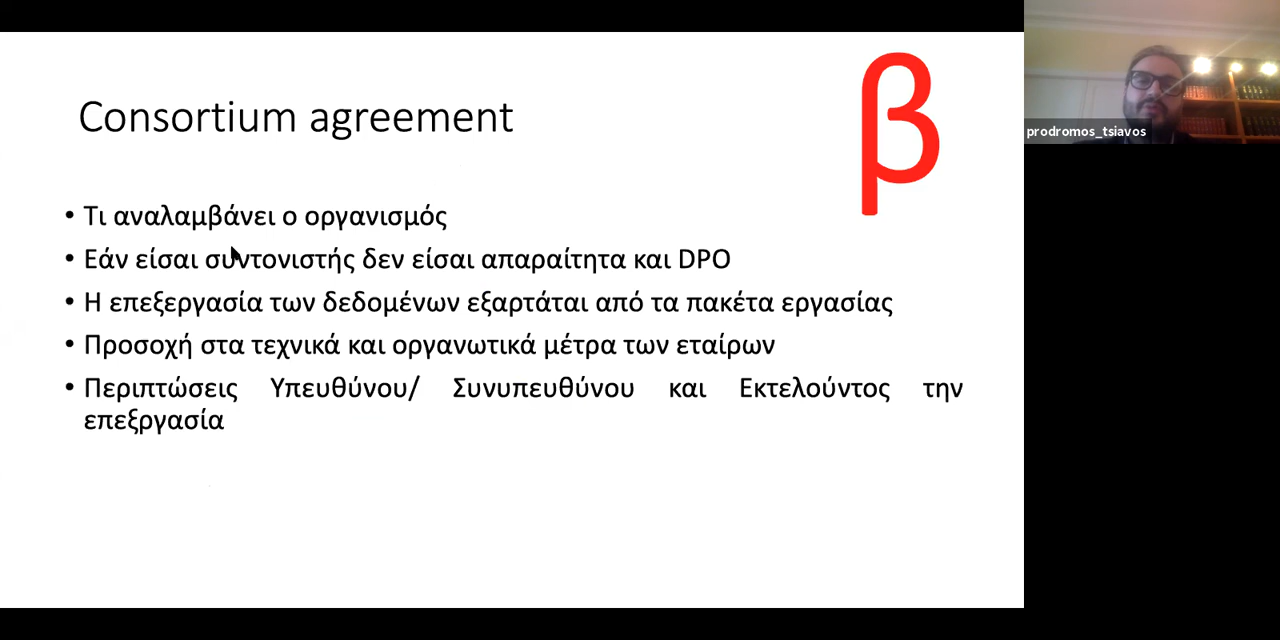 Consortium agreement
β
prodromos_tsiavos
• Τι αναλαμβάνει ο οργανισμός
• Εάν είσαι συντονιστής δεν είσαι απαραίτητα και DPO
• Η επεξεργασία των δεδομένων εξαρτάται από τα πακέτα εργασίας
• Προσοχή στα τεχνικά και οργανωτικά μέτρα των εταίρων
• Περιπτώσεις Υπευθύνου/ Συνυπευθύνου και Εκτελούντος την
επεξργασία